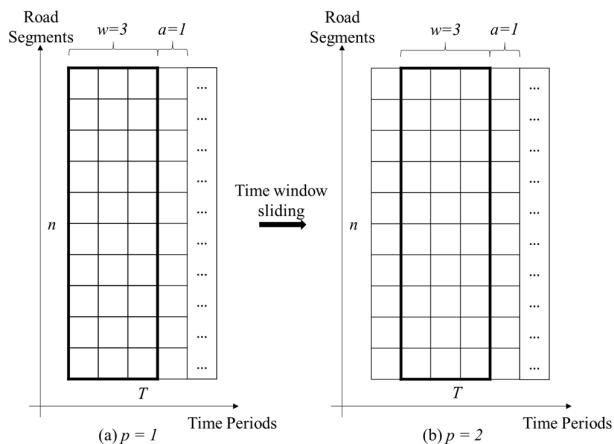 Road
Segments
w=3
a=1
...
...
...
...
...
...
...
...
...
...
n
T
Time Periods
(a) p = 1
Time window
sliding
Road
Segments
w=3
a=1
...
...
...
...
...
...
...
...
...
...
n
T
Time Periods
(b) p = 2